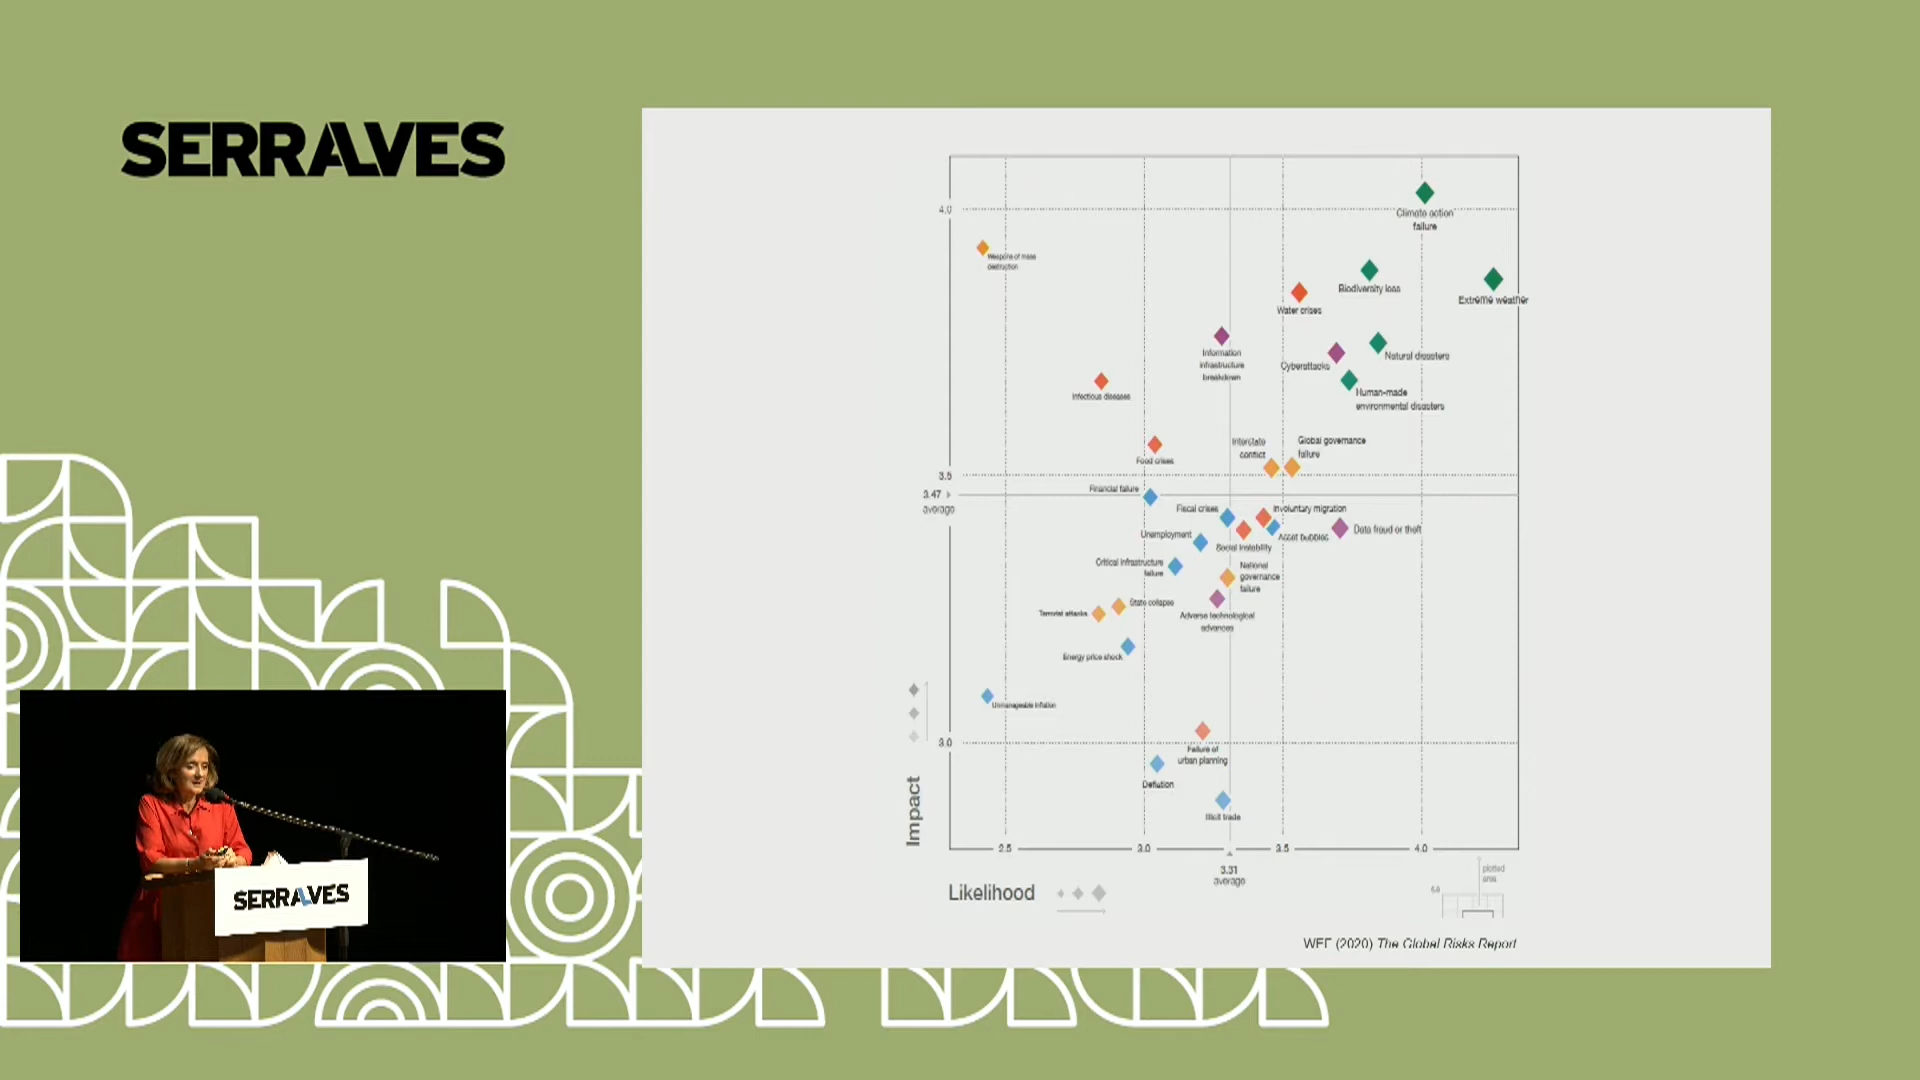 SERRALVES
4.0
Climate action
failure
Weapons of mass
destruction
Biodiversity loss
Extreme weather
Water crises
Information
infrastructure
breakdown
Natural disasters
Cyberattacks
Infectious diseases
Human-made
environmental disasters
Interstate
conflict
Global governance
failure
Food crises
3.5
Financial failure
3.47
average
Fiscal crises
Involuntary migration
Data fraud or theft
Unemployment
Asset bubbles
Social instability
Critical infrastructure
failure
National
governance
failure
State collapse
Terrorist attacks
Adverse technological
advances
Energy price shock
Unmanageable inflation
3.0
Failure of
urban planning
Deflation
Illicit trade
Impact
2.5
3.0
3.5
4.0
3.31
average
plotted
area
Likelihood
WEF (2020) The Global Risks Report
SERRALVES